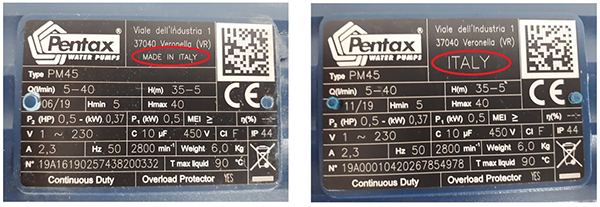 Pentax
WATER PUMPS
Viale dell'Industria 1
37040 Veronella (VR)
MADE IN ITALY
Type PM45
Q(l/min) 5-40 H(m) 35-5
06/19 Hmin 5 Hmax 40
P₂ (HP) 0,5 - (kW) 0,37 P₁ (kW) 0,5 MEI ≥ η(%)
V 1 ~ 230 C 10 µF 450 V Cl F IP 44
A 2,3 Hz 50 2800 min⁻¹ Weight 6,0 Kg
N° 19A1619025743820033​2 T max liquid 90 °C
Continuous Duty Overload Protector YES
Pentax
WATER PUMPS
Viale dell'Industria 1
37040 Veronella (VR)
ITALY
Type PM45
Q(l/min) 5-40 H(m) 35-5
11/19 Hmin 5 Hmax 40
P₂ (HP) 0,5 - (kW) 0,37 P₁ (kW) 0,5 MEI ≥ η(%)
V 1 ~ 230 C 10 µF 450 V Cl F IP 44
A 2,3 Hz 50 2800 min⁻¹ Weight 6,0 Kg
N° 19A00010420267854978 T max liquid 90 °C
Continuous Duty Overload Protector YES